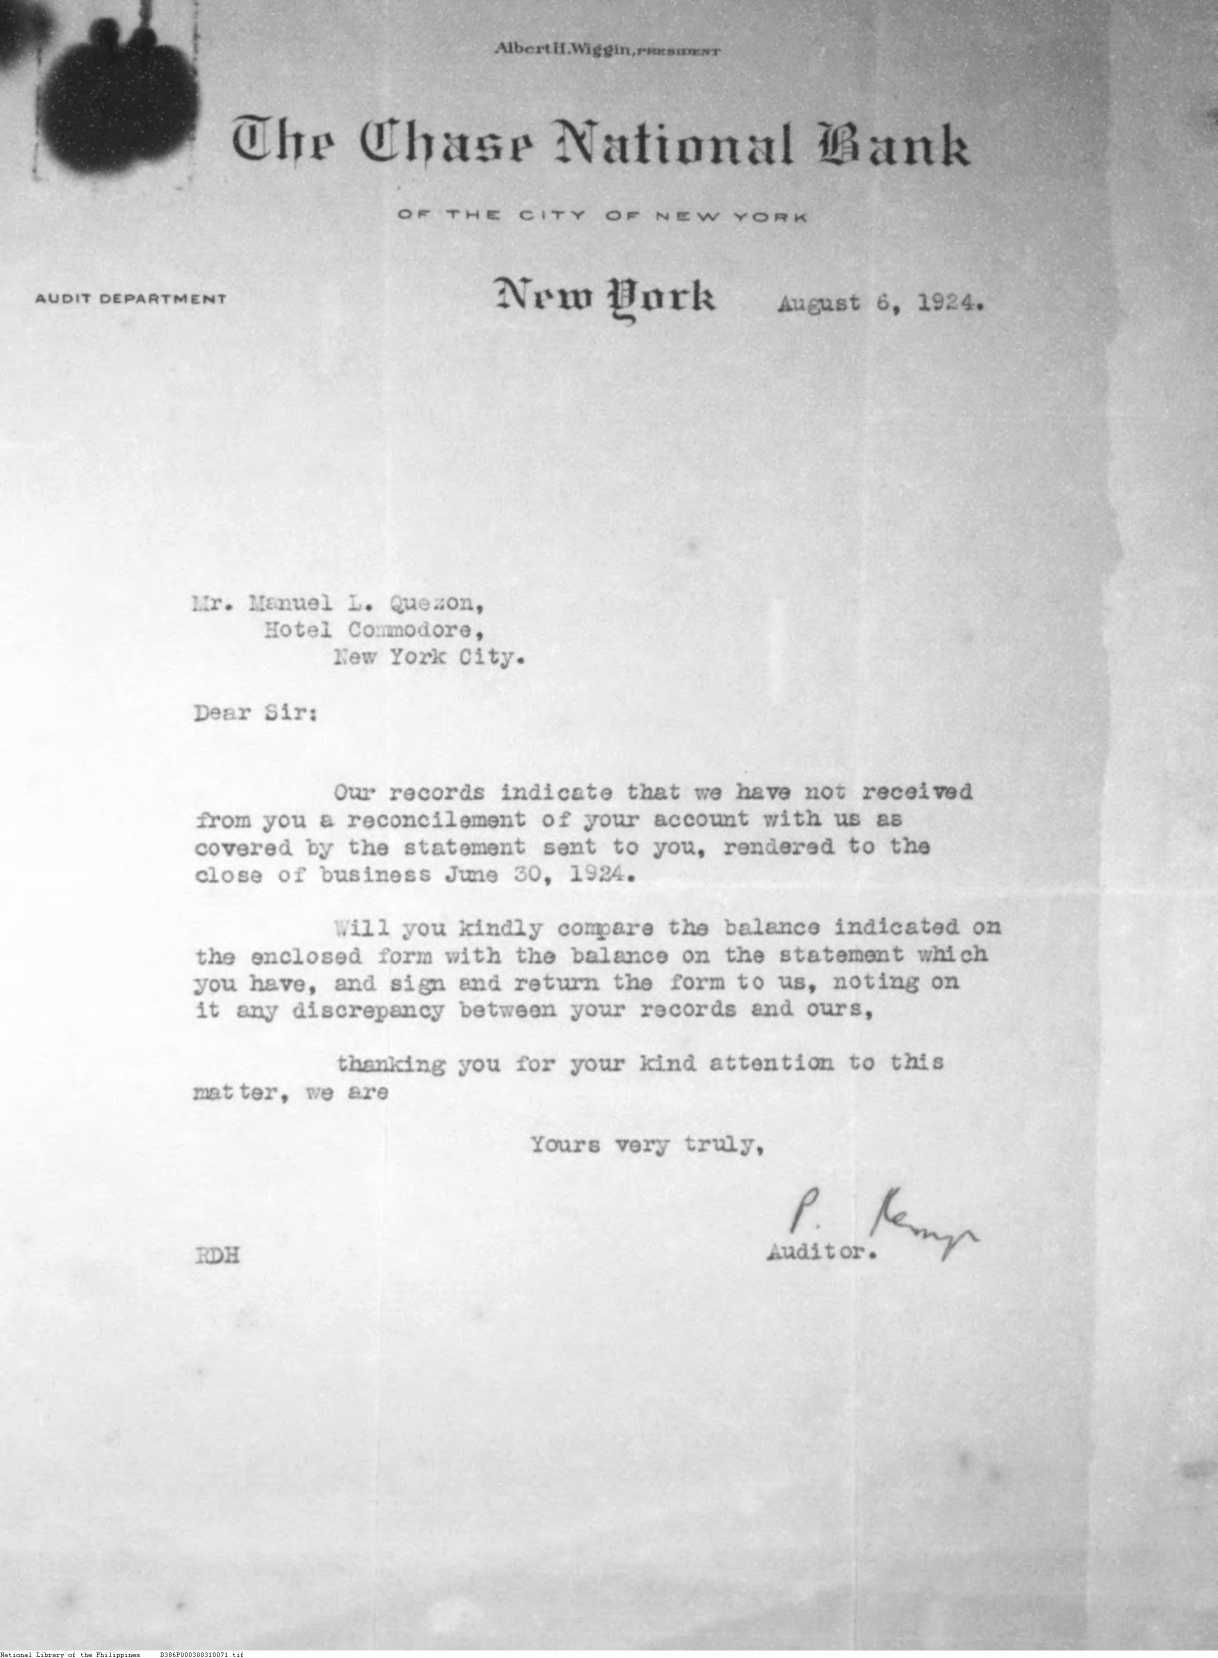 Albert H. Wiggin, PRESIDENT
The Chase National Bank
OF THE CITY OF NEW YORK
AUDIT DEPARTMENT
New York August 6, 1924.
Mr. Manuel L. Quezon,
Hotel Commodore,
New York City.
Dear Sir:
Our records indicate that we have not received
from you a reconcilement of your account with us as
covered by the statement sent to you, rendered to the
close of business June 30, 1924.
Will you kindly compare the balance indicated on
the enclosed form with the balance on the statement which
you have, and sign and return the form to us, noting on
it any discrepancy between your records and ours,
thanking you for your kind attention to this
matter, we are
Yours very truly,
P. Kemp
Auditor.
RDH
National Library of the Philippines D386P000388310071.tif